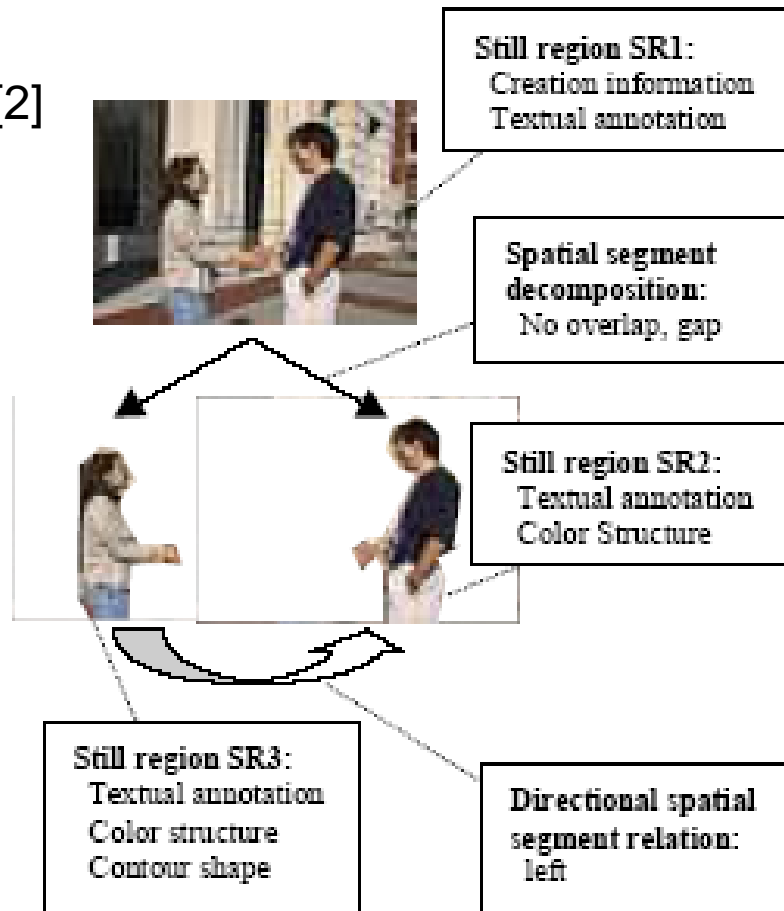 [2]
Still region SR1:
Creation information
Textual annotation
Spatial segment
decomposition:
No overlap, gap
Still region SR2:
Textual annotation
Color Structure
Still region SR3:
Textual annotation
Color structure
Contour shape
Directional spatial
segment relation:
left